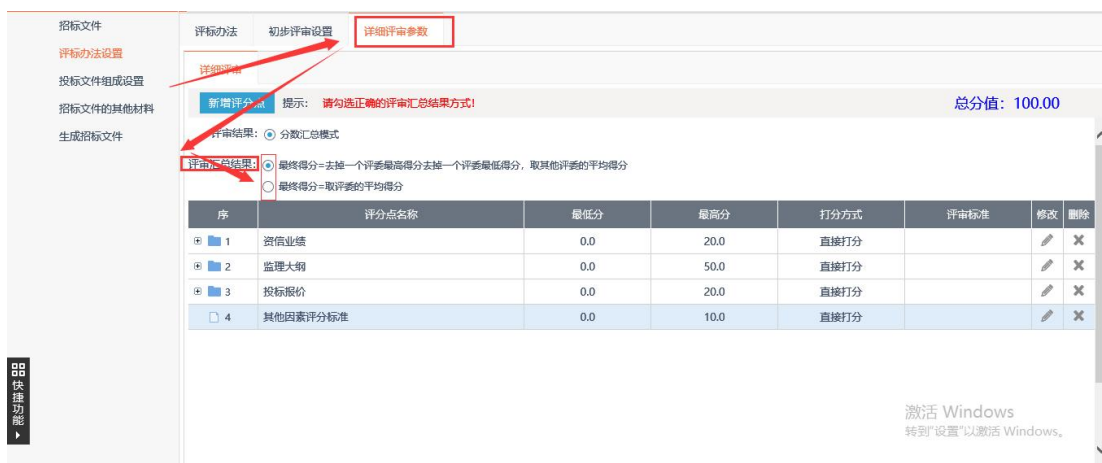 招标文件
评标办法设置
投标文件组成设置
招标文件的其他材料
生成招标文件
评标办法 初步评审设置 详细评审参数
详细评审
新增评分点 提示: 请勾选正确的评审汇总结果方式! 总分值: 100.00
评审结果: 分数汇总模式
评审汇总结果: 最终得分=去掉一个评委最高得分去掉一个评委最低得分, 取其他评委的平均得分
最终得分=取评委的平均得分
序 评分点名称 最低分 最高分 打分方式 评审标准 修改 删除
1 资信业绩 0.0 20.0 直接打分
2 监理大纲 0.0 50.0 直接打分
3 投标报价 0.0 20.0 直接打分
4 其他因素评分标准 0.0 10.0 直接打分
快捷功能
激活 Windows
转到"设置"以激活 Windows。